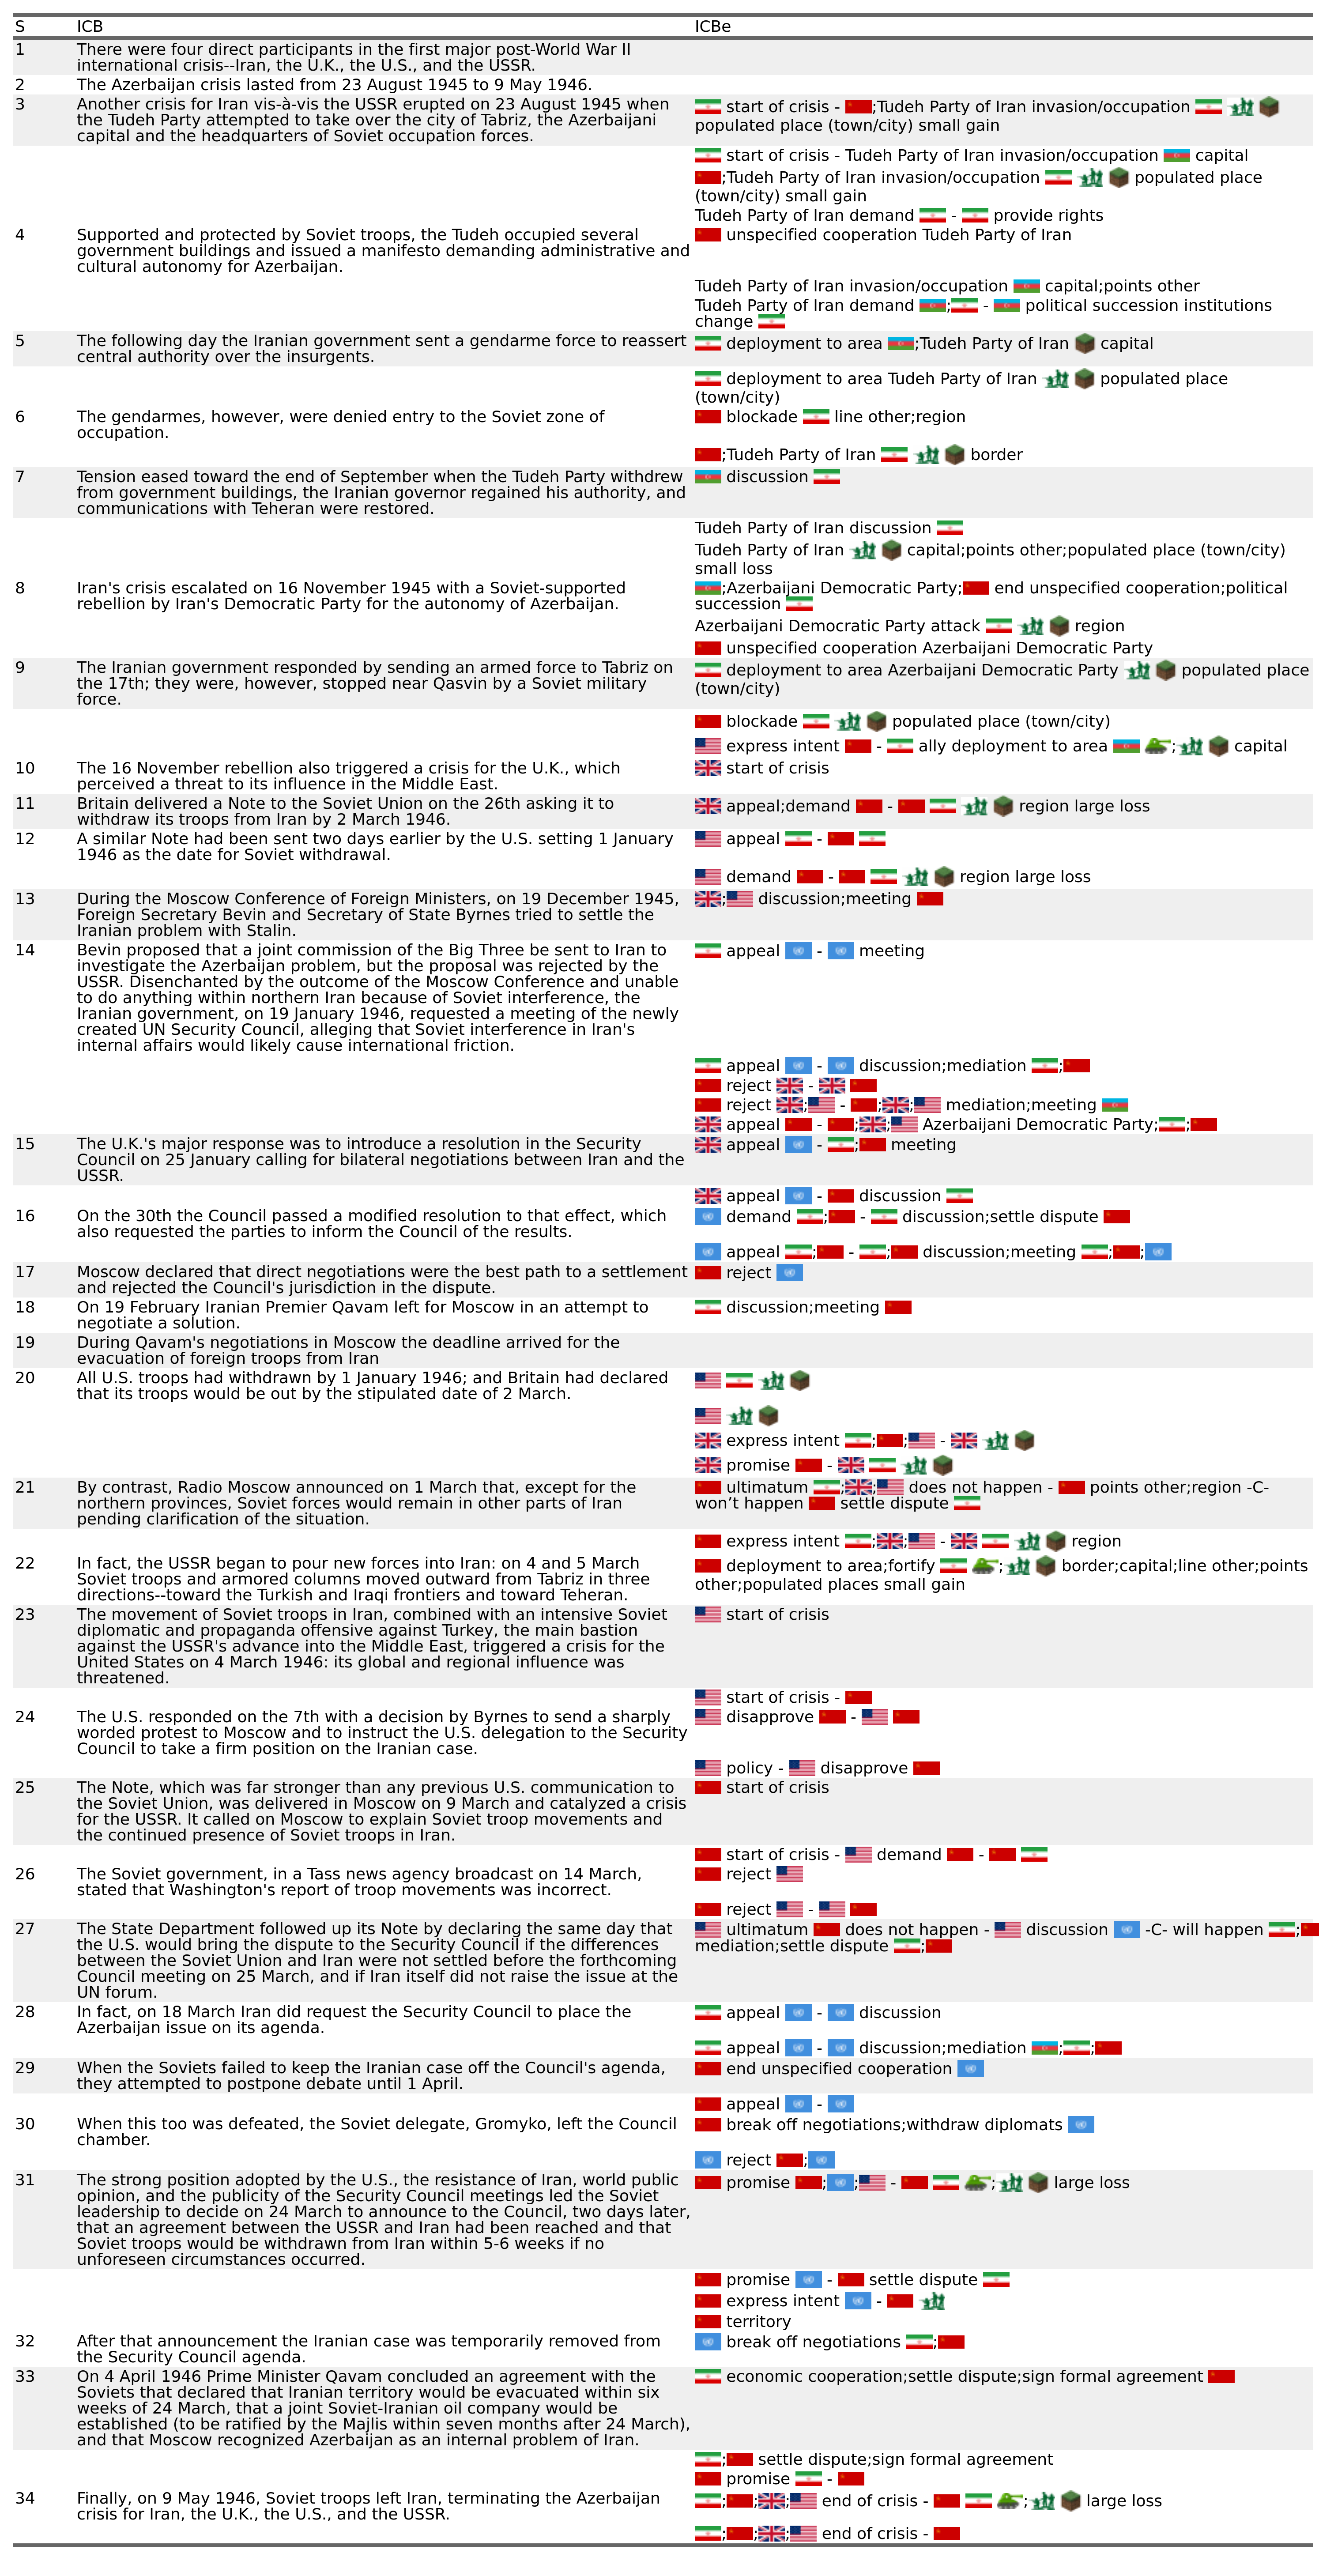 S ICB ICBe
1 There were four direct participants in the first major post-World War II
international crisis--Iran, the U.K., the U.S., and the USSR.
2 The Azerbaijan crisis lasted from 23 August 1945 to 9 May 1946.
3 Another crisis for Iran vis-à-vis the USSR erupted on 23 August 1945 when
the Tudeh Party attempted to take over the city of Tabriz, the Azerbaijani
capital and the headquarters of Soviet occupation forces.
start of crisis - ;Tudeh Party of Iran invasion/occupation
populated place (town/city) small gain
start of crisis - Tudeh Party of Iran invasion/occupation capital
;Tudeh Party of Iran invasion/occupation populated place
(town/city) small gain
Tudeh Party of Iran demand - provide rights
4 Supported and protected by Soviet troops, the Tudeh occupied several
government buildings and issued a manifesto demanding administrative and
cultural autonomy for Azerbaijan.
unspecified cooperation Tudeh Party of Iran
Tudeh Party of Iran invasion/occupation capital;points other
Tudeh Party of Iran demand ; - political succession institutions
change
5 The following day the Iranian government sent a gendarme force to reassert
central authority over the insurgents.
deployment to area ;Tudeh Party of Iran capital
deployment to area Tudeh Party of Iran populated place
(town/city)
6 The gendarmes, however, were denied entry to the Soviet zone of
occupation.
blockade line other;region
;Tudeh Party of Iran border
7 Tension eased toward the end of September when the Tudeh Party withdrew
from government buildings, the Iranian governor regained his authority, and
communications with Teheran were restored.
discussion
Tudeh Party of Iran discussion
Tudeh Party of Iran capital;points other;populated place (town/city)
small loss
8 Iran's crisis escalated on 16 November 1945 with a Soviet-supported
rebellion by Iran's Democratic Party for the autonomy of Azerbaijan.
;Azerbaijani Democratic Party; end unspecified cooperation;political
succession
Azerbaijani Democratic Party attack region
unspecified cooperation Azerbaijani Democratic Party
9 The Iranian government responded by sending an armed force to Tabriz on
the 17th; they were, however, stopped near Qasvin by a Soviet military
force.
deployment to area Azerbaijani Democratic Party populated place
(town/city)
blockade populated place (town/city)
express intent - ally deployment to area ; capital
10 The 16 November rebellion also triggered a crisis for the U.K., which
perceived a threat to its influence in the Middle East.
start of crisis
11 Britain delivered a Note to the Soviet Union on the 26th asking it to
withdraw its troops from Iran by 2 March 1946.
appeal;demand - region large loss
12 A similar Note had been sent two days earlier by the U.S. setting 1 January
1946 as the date for Soviet withdrawal.
appeal -
demand - region large loss
13 During the Moscow Conference of Foreign Ministers, on 19 December 1945,
Foreign Secretary Bevin and Secretary of State Byrnes tried to settle the
Iranian problem with Stalin.
; discussion;meeting
14 Bevin proposed that a joint commission of the Big Three be sent to Iran to
investigate the Azerbaijan problem, but the proposal was rejected by the
USSR. Disenchanted by the outcome of the Moscow Conference and unable
to do anything within northern Iran because of Soviet interference, the
Iranian government, on 19 January 1946, requested a meeting of the newly
created UN Security Council, alleging that Soviet interference in Iran's
internal affairs would likely cause international friction.
appeal - meeting
appeal - discussion;mediation ;
reject -
reject ; - ;; mediation;meeting
appeal - ;; Azerbaijani Democratic Party;;
15 The U.K.'s major response was to introduce a resolution in the Security
Council on 25 January calling for bilateral negotiations between Iran and the
USSR.
appeal - ; meeting
appeal - discussion
16 On the 30th the Council passed a modified resolution to that effect, which
also requested the parties to inform the Council of the results.
demand ; - discussion;settle dispute
appeal ; - ; discussion;meeting ;;
17 Moscow declared that direct negotiations were the best path to a settlement
and rejected the Council's jurisdiction in the dispute.
reject
18 On 19 February Iranian Premier Qavam left for Moscow in an attempt to
negotiate a solution.
discussion;meeting
19 During Qavam's negotiations in Moscow the deadline arrived for the
evacuation of foreign troops from Iran
20 All U.S. troops had withdrawn by 1 January 1946; and Britain had declared
that its troops would be out by the stipulated date of 2 March.
express intent ;; -
promise -
21 By contrast, Radio Moscow announced on 1 March that, except for the
northern provinces, Soviet forces would remain in other parts of Iran
pending clarification of the situation.
ultimatum ;; does not happen - points other;region -C-
won’t happen settle dispute
express intent ;; - region
22 In fact, the USSR began to pour new forces into Iran: on 4 and 5 March
Soviet troops and armored columns moved outward from Tabriz in three
directions--toward the Turkish and Iraqi frontiers and toward Teheran.
deployment to area;fortify ; border;capital;line other;points
other;populated places small gain
23 The movement of Soviet troops in Iran, combined with an intensive Soviet
diplomatic and propaganda offensive against Turkey, the main bastion
against the USSR's advance into the Middle East, triggered a crisis for the
United States on 4 March 1946: its global and regional influence was
threatened.
start of crisis
start of crisis -
24 The U.S. responded on the 7th with a decision by Byrnes to send a sharply
worded protest to Moscow and to instruct the U.S. delegation to the Security
Council to take a firm position on the Iranian case.
disapprove -
policy - disapprove
25 The Note, which was far stronger than any previous U.S. communication to
the Soviet Union, was delivered in Moscow on 9 March and catalyzed a crisis
for the USSR. It called on Moscow to explain Soviet troop movements and
the continued presence of Soviet troops in Iran.
start of crisis
start of crisis - demand -
26 The Soviet government, in a Tass news agency broadcast on 14 March,
stated that Washington's report of troop movements was incorrect.
reject
reject -
27 The State Department followed up its Note by declaring the same day that
the U.S. would bring the dispute to the Security Council if the differences
between the Soviet Union and Iran were not settled before the forthcoming
Council meeting on 25 March, and if Iran itself did not raise the issue at the
UN forum.
ultimatum does not happen - discussion -C- will happen ;
mediation;settle dispute ;
28 In fact, on 18 March Iran did request the Security Council to place the
Azerbaijan issue on its agenda.
appeal - discussion
appeal - discussion;mediation ;;
29 When the Soviets failed to keep the Iranian case off the Council's agenda,
they attempted to postpone debate until 1 April.
end unspecified cooperation
appeal -
30 When this too was defeated, the Soviet delegate, Gromyko, left the Council
chamber.
break off negotiations;withdraw diplomats
reject ;
31 The strong position adopted by the U.S., the resistance of Iran, world public
opinion, and the publicity of the Security Council meetings led the Soviet
leadership to decide on 24 March to announce to the Council, two days later,
that an agreement between the USSR and Iran had been reached and that
Soviet troops would be withdrawn from Iran within 5-6 weeks if no
unforeseen circumstances occurred.
promise ;; - ; large loss
promise - settle dispute
express intent -
territory
32 After that announcement the Iranian case was temporarily removed from
the Security Council agenda.
break off negotiations ;
33 On 4 April 1946 Prime Minister Qavam concluded an agreement with the
Soviets that declared that Iranian territory would be evacuated within six
weeks of 24 March, that a joint Soviet-Iranian oil company would be
established (to be ratified by the Majlis within seven months after 24 March),
and that Moscow recognized Azerbaijan as an internal problem of Iran.
economic cooperation;settle dispute;sign formal agreement
; settle dispute;sign formal agreement
promise -
34 Finally, on 9 May 1946, Soviet troops left Iran, terminating the Azerbaijan
crisis for Iran, the U.K., the U.S., and the USSR.
;;; end of crisis - ; large loss
;;; end of crisis -